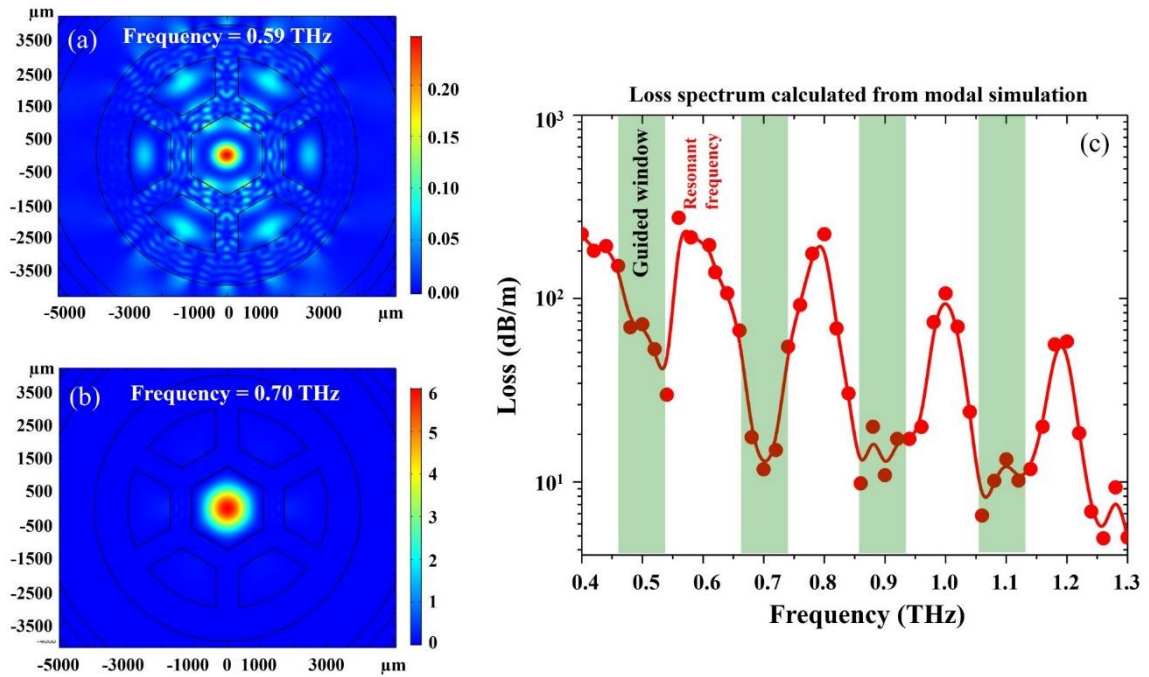 µm
(a) Frequency = 0.59 THz
3500
2500
1500
500
-500
-1500
-2500
-3500
0.20
0.15
0.10
0.05
0.00
-5000 -3000 -1000 0 1000 3000 µm
µm
(b) Frequency = 0.70 THz
3500
2500
1500
500
-500
-1500
-2500
-3500
6
5
4
3
2
1
0
-5000 -3000 -1000 0 1000 3000 µm
Loss spectrum calculated from modal simulation
(c)
Guided window
Resonant
frequency
10³
10²
10¹
Loss (dB/m)
0.4 0.5 0.6 0.7 0.8 0.9 1.0 1.1 1.2 1.3
Frequency (THz)